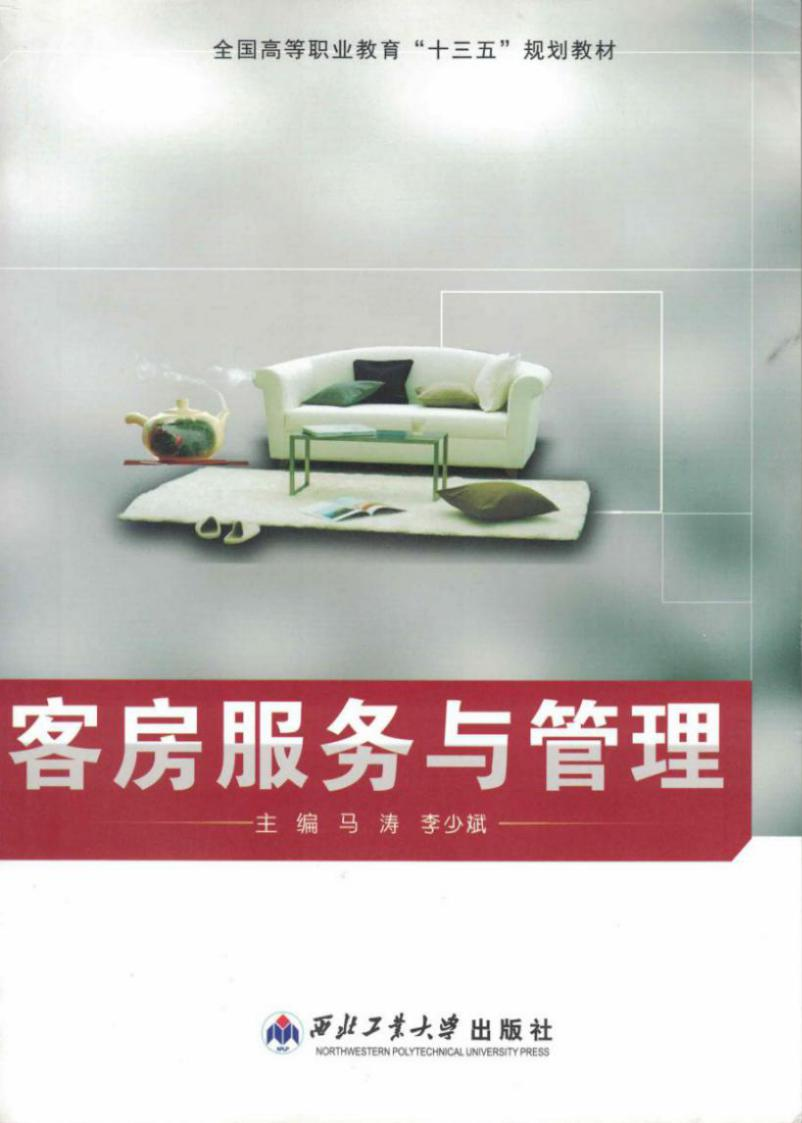 全国高等职业教育“十三五”规划教材
客房服务与管理
主 编 马 涛 李少斌
西北工业大学出版社
NORTHWESTERN POLYTECHNICAL UNIVERSITY PRESS